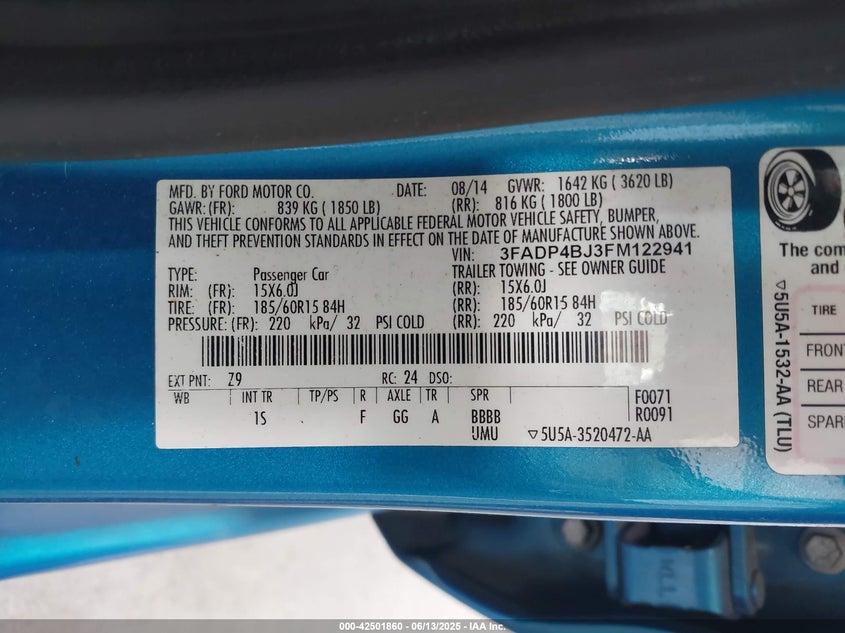 MFD. BY FORD MOTOR CO. DATE: 08/14 GVWR: 1642 KG ( 3620 LB)
GAWR:(FR): 839 KG ( 1850 LB) (RR): 816 KG ( 1800 LB)
THIS VEHICLE CONFORMS TO ALL APPLICABLE FEDERAL MOTOR VEHICLE SAFETY, BUMPER,
AND THEFT PREVENTION STANDARDS IN EFFECT ON THE DATE OF MANUFACTURE SHOWN ABOVE.
VIN: 3FADP4BJ3FM122941
TYPE: Passenger Car TRAILER TOWING - SEE OWNER GUIDE
RIM: (FR): 15X6.0J (RR): 15X6.0J
TIRE: (FR): 185/60R15 84H (RR): 185/60R15 84H
PRESSURE: (FR): 220 kPa/ 32 PSI COLD (RR): 220 kPa/ 32 PSI COLD
EXT PNT: Z9 RC: 24 DSO:
WB INT TR TP/PS R AXLE TR SPR F0071
1S F GG A BBBB R0091
UMU ▽5U5A-3520472-AA
The comb
and c
▽5U5A-1532-AA (TLU)
TIRE
FRONT
REAR
SPARE
MLL
000-42501860 - 06/13/2025 - IAA Inc.